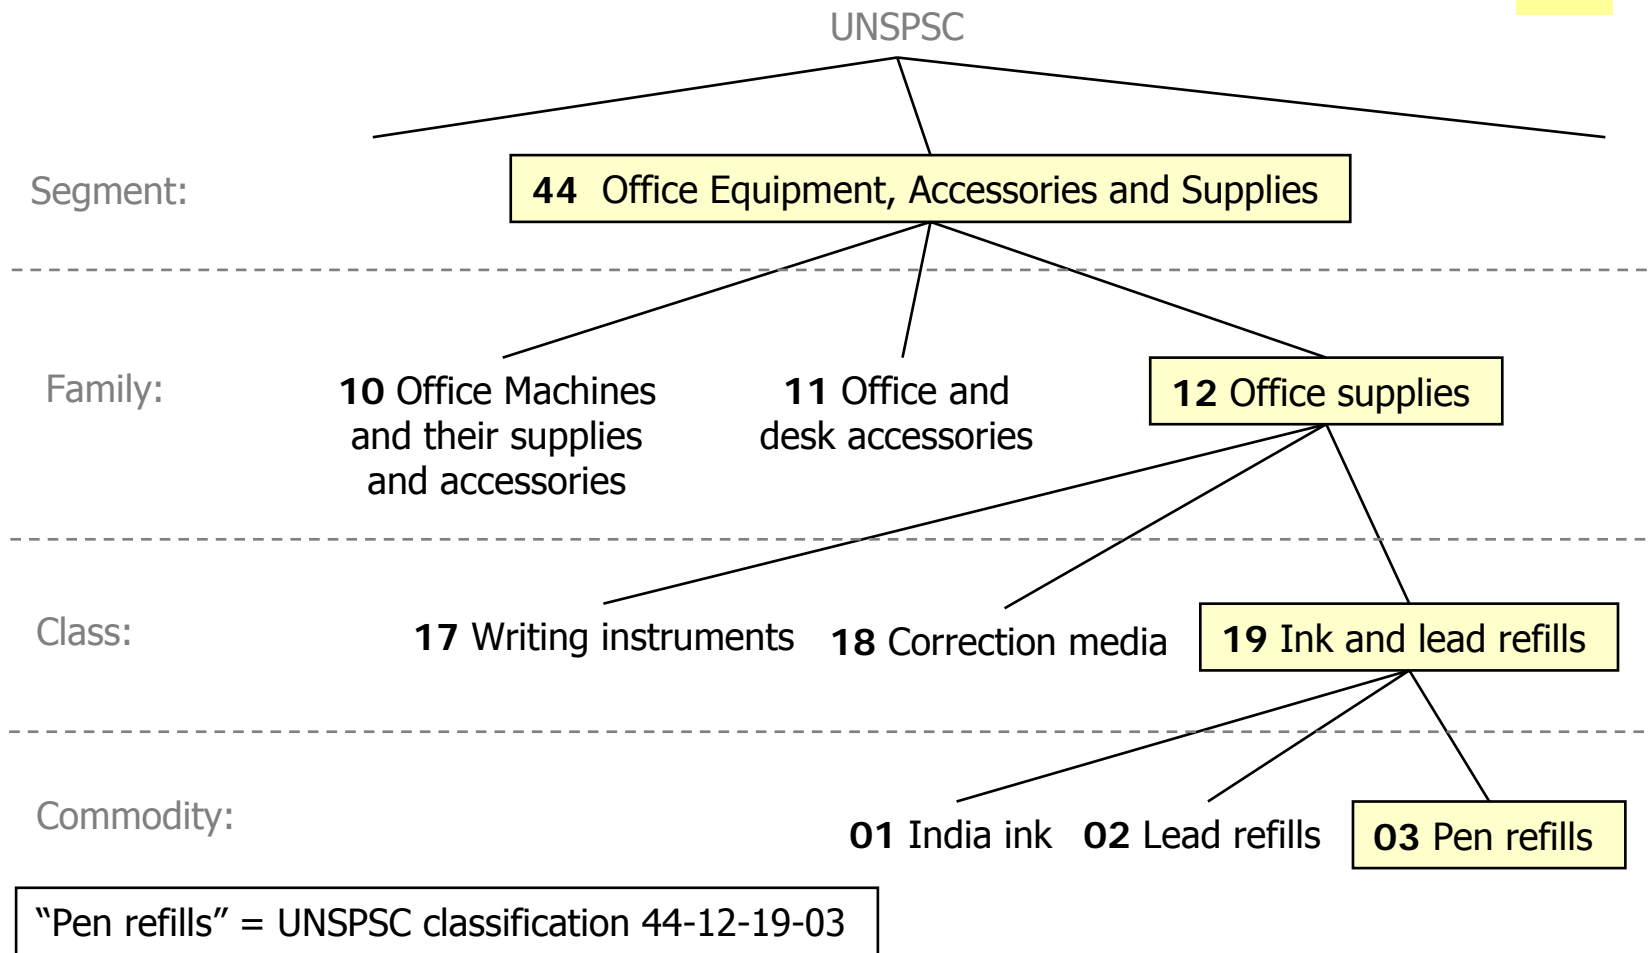 UNSPSC
Segment:
44 Office Equipment, Accessories and Supplies
Family:
10 Office Machines
and their supplies
and accessories
11 Office and
desk accessories
12 Office supplies
Class:
17 Writing instruments
18 Correction media
19 Ink and lead refills
Commodity:
01 India ink
02 Lead refills
03 Pen refills
“Pen refills” = UNSPSC classification 44-12-19-03